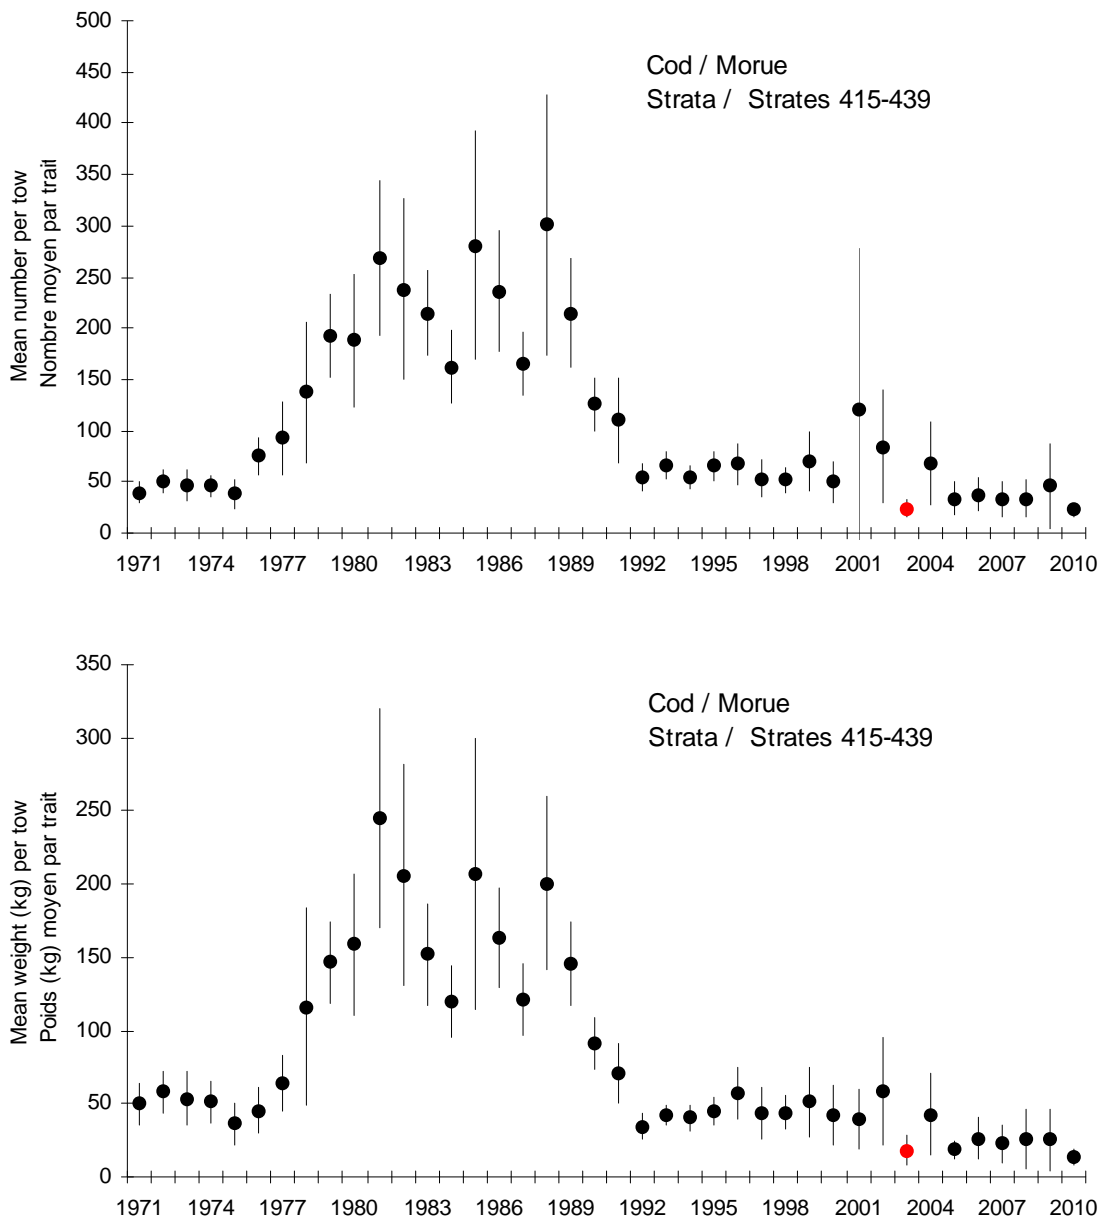 500
450
400
350
300
250
200
150
100
50
0
Mean number per tow
Nombre moyen par trait
Cod / Morue
Strata / Strates 415-439
1971 1974 1977 1980 1983 1986 1989 1992 1995 1998 2001 2004 2007 2010
350
300
250
200
150
100
50
0
Mean weight (kg) per tow
Poids (kg) moyen par trait
Cod / Morue
Strata / Strates 415-439
1971 1974 1977 1980 1983 1986 1989 1992 1995 1998 2001 2004 2007 2010